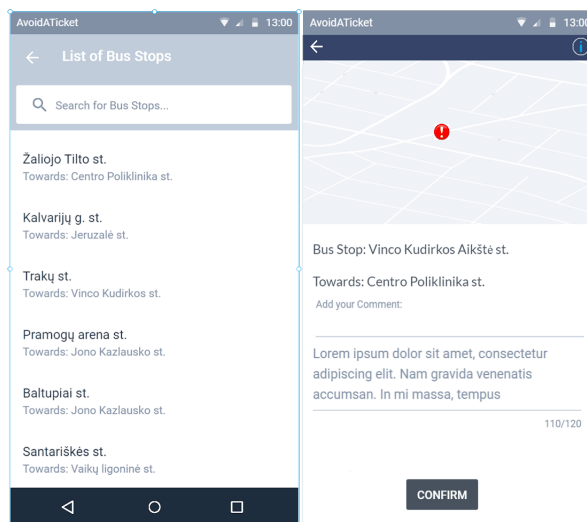 AvoidATicket 13:00
List of Bus Stops
Search for Bus Stops...
Žaliojo Tilto st.
Towards: Centro Poliklinika st.
Kalvarijų g. st.
Towards: Jeruzalė st.
Trakų st.
Towards: Vinco Kudirkos st.
Pramogų arena st.
Towards: Jono Kazlausko st.
Baltupiai st.
Towards: Jono Kazlausko st.
Santariškės st.
Towards: Vaikų ligoninė st.
AvoidATicket 13:00
Bus Stop: Vinco Kudirkos Aikštė st.
Towards: Centro Poliklinika st.
Add your Comment:
Lorem ipsum dolor sit amet, consectetur
adipiscing elit. Nam gravida venenatis
accumsan. In mi massa, tempus
110/120
CONFIRM